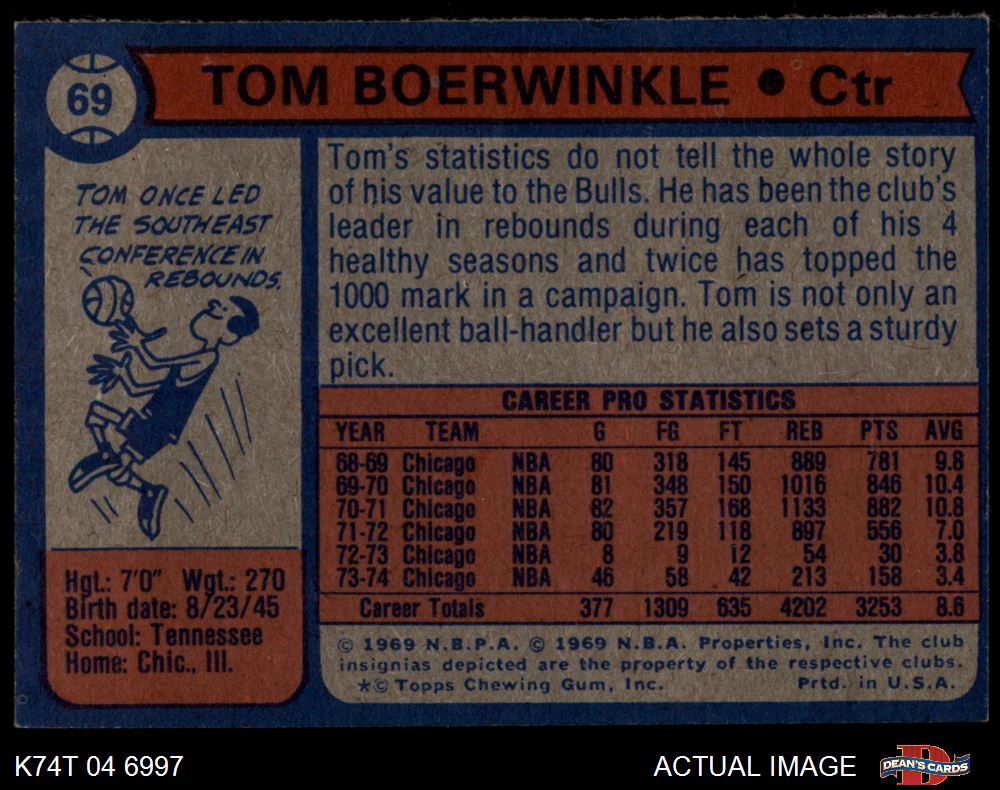 69
TOM BOERWINKLE • Ctr
TOM ONCE LED
THE SOUTHEAST
CONFERENCE IN
REBOUNDS.
Tom's statistics do not tell the whole story
of his value to the Bulls. He has been the club's
leader in rebounds during each of his 4
healthy seasons and twice has topped the
1000 mark in a campaign. Tom is not only an
excellent ball-handler but he also sets a sturdy
pick.
CAREER PRO STATISTICS
YEAR TEAM G FG FT REB PTS AVG
68-69 Chicago NBA 80 318 145 889 781 9.8
69-70 Chicago NBA 81 348 150 1016 846 10.4
70-71 Chicago NBA 82 357 168 1133 882 10.8
71-72 Chicago NBA 80 219 118 897 556 7.0
72-73 Chicago NBA 8 9 12 54 30 3.8
73-74 Chicago NBA 46 58 42 213 158 3.4
Career Totals 377 1309 635 4202 3253 8.6
Hgt.: 7'0" Wgt.: 270
Birth date: 8/23/45
School: Tennessee
Home: Chic., Ill.
© 1969 N.B.P.A. © 1969 N.B.A. Properties, Inc. The club
insignias depicted are the property of the respective clubs.
*© Topps Chewing Gum, Inc. Prtd. in U.S.A.
K74T 04 6997
ACTUAL IMAGE
D
DEAN'S CARDS